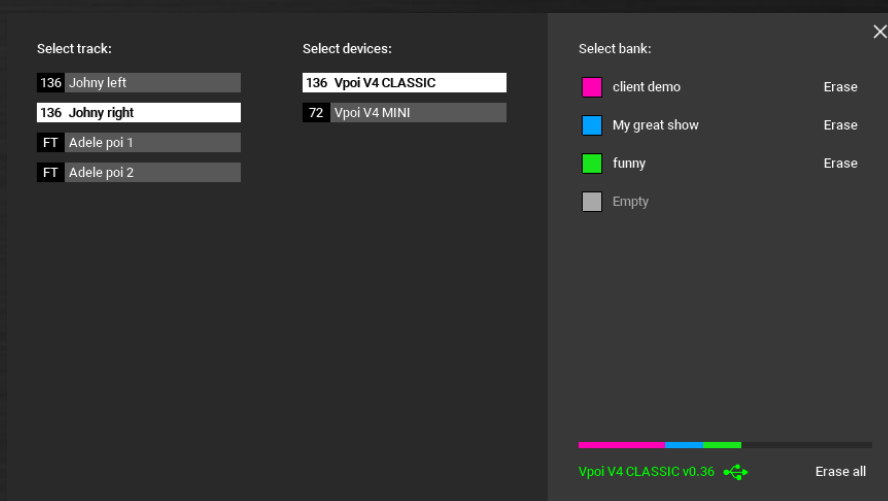 Select track:
136 Johny left
136 Johny right
FT Adele poi 1
FT Adele poi 2
Select devices:
136 Vpoi V4 CLASSIC
72 Vpoi V4 MINI
Select bank:
client demo Erase
My great show Erase
funny Erase
Empty
Vpoi V4 CLASSIC v0.36 Erase all